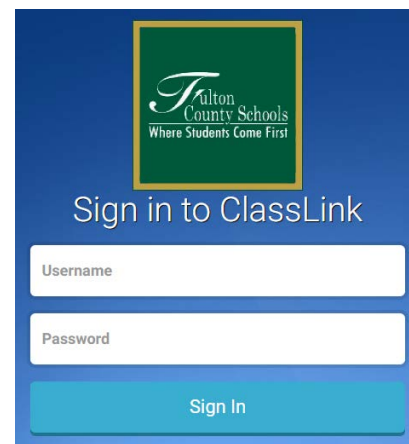 Fulton
County Schools
Where Students Come First
Sign in to ClassLink
Username
Password
Sign In